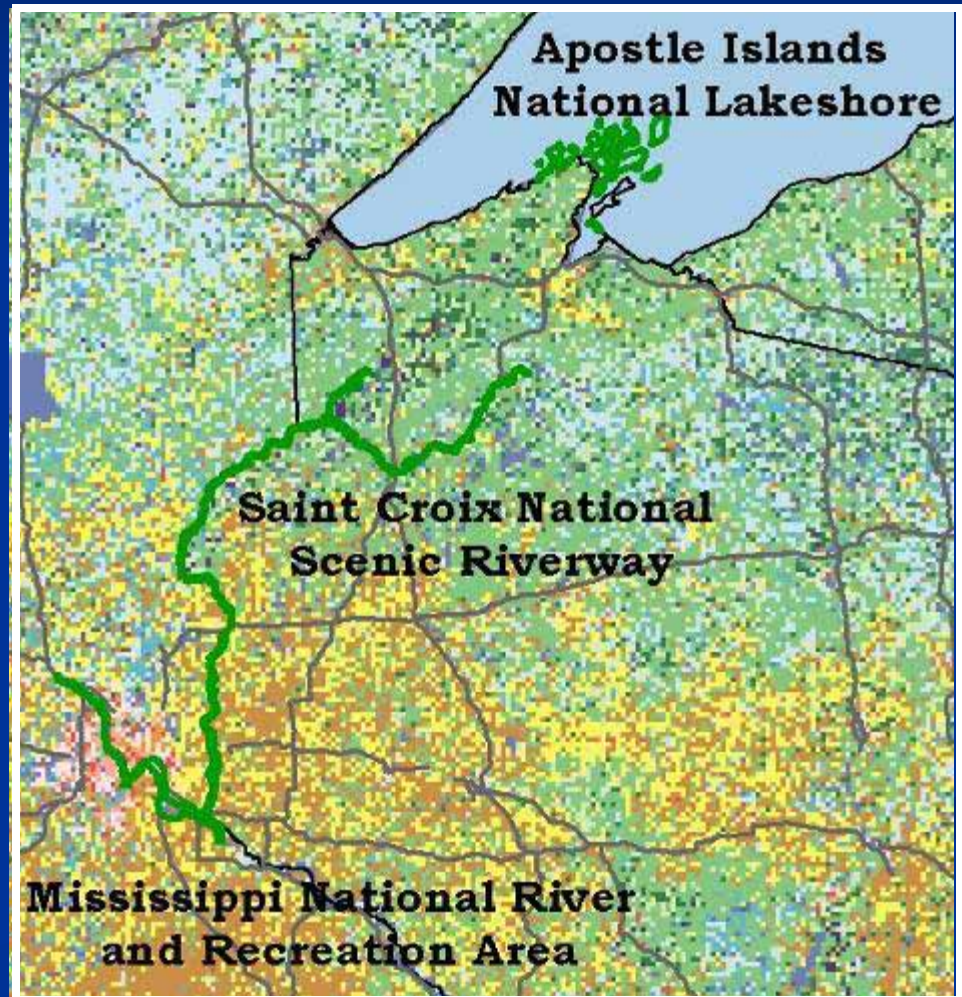 Apostle Islands
National Lakeshore
Saint Croix National
Scenic Riverway
Mississippi National River
and Recreation Area